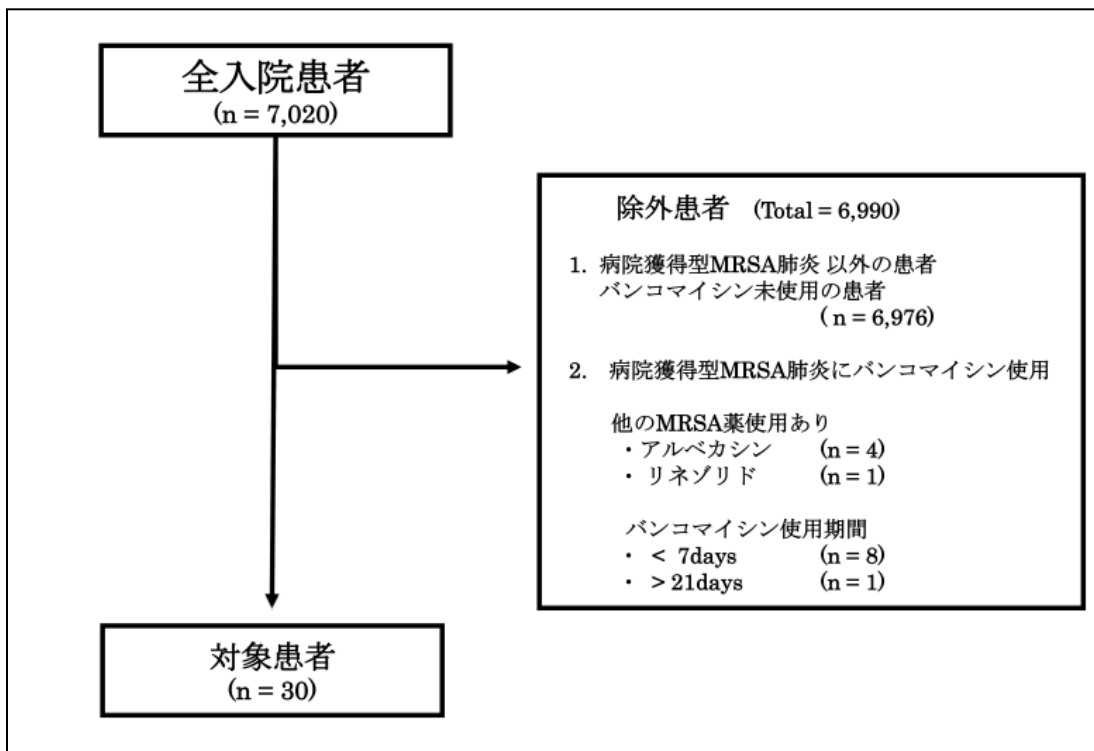 全入院患者
(n = 7,020)
除外患者 (Total = 6,990)
1. 病院獲得型MRSA肺炎 以外の患者
バンコマイシン未使用の患者
( n = 6,976)
2. 病院獲得型MRSA肺炎にバンコマイシン使用
他のMRSA薬使用あり
・アルベカシン (n = 4)
・ リネゾリド (n = 1)
バンコマイシン使用期間
・ < 7days (n = 8)
・ > 21days (n = 1)
対象患者
(n = 30)